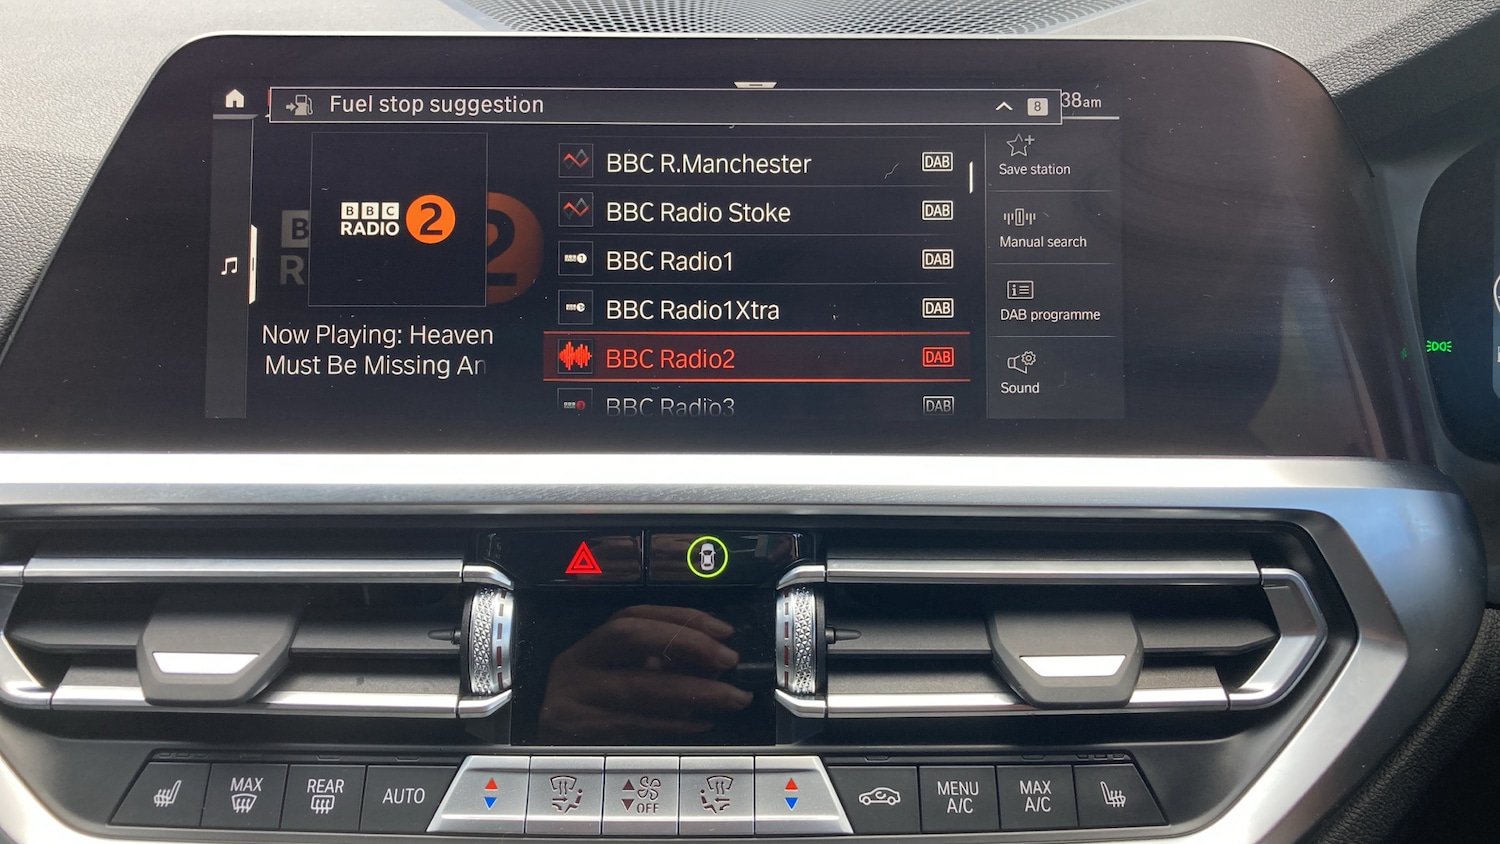 Fuel stop suggestion
8
38am
BBC
RADIO 2
Now Playing: Heaven
Must Be Missing An
BBC R.Manchester DAB
BBC Radio Stoke DAB
BBC Radio1 DAB
BBC Radio1Xtra DAB
BBC Radio2 DAB
BBC Radio3 DAB
Save station
Manual search
DAB programme
Sound
MAX
REAR
AUTO
OFF
MENU
A/C
MAX
A/C